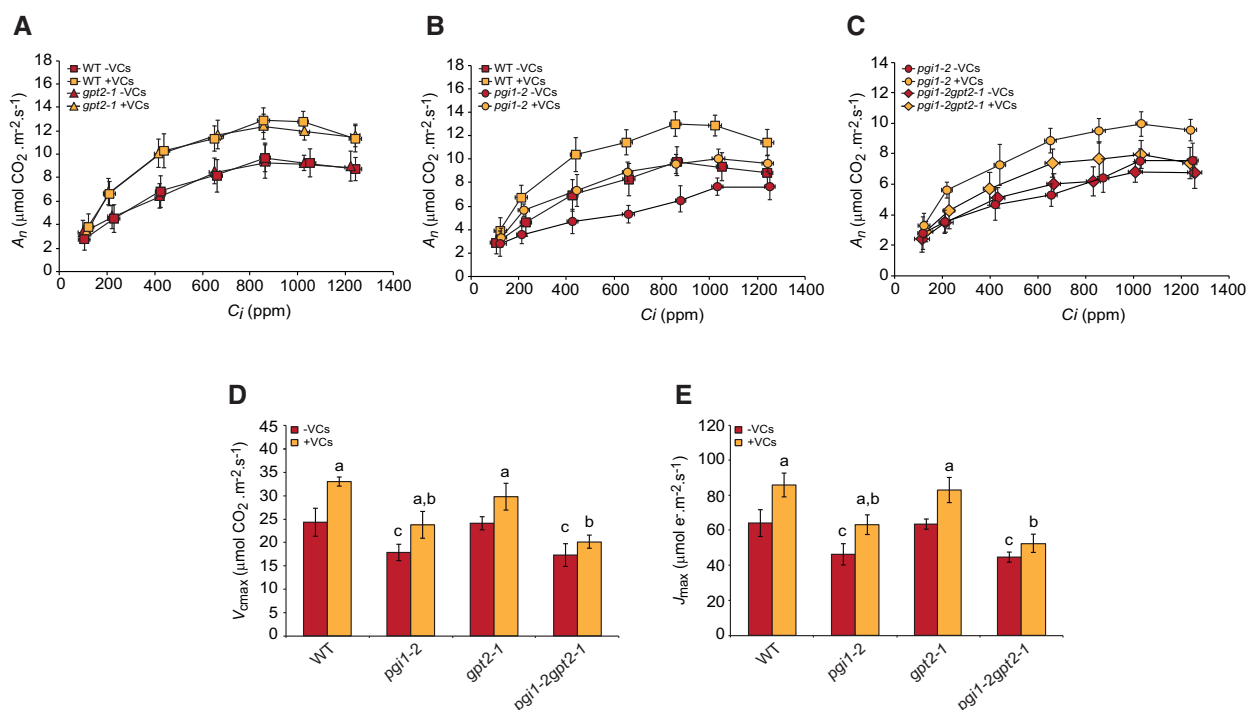 A
B
C
WT -VCs
WT +VCs
gpt2-1 -VCs
gpt2-1 +VCs
18
16
14
12
10
8
6
4
2
0
An (μmol CO2 .m-2.s-1)
0 200 400 600 800 1000 1200 1400
Ci (ppm)
WT -VCs
WT +VCs
pgi1-2 -VCs
pgi1-2 +VCs
18
16
14
12
10
8
6
4
2
0
An (μmol CO2 .m-2.s-1)
0 200 400 600 800 1000 1200 1400
Ci (ppm)
pgi1-2 -VCs
pgi1-2 +VCs
pgi1-2gpt2-1 -VCs
pgi1-2gpt2-1 +VCs
14
12
10
8
6
4
2
0
An (μmol CO2 .m-2.s-1)
0 200 400 600 800 1000 1200 1400
Ci (ppm)
D
E
-VCs
+VCs
45
40
35
30
25
20
15
10
5
0
Vcmax (μmol CO2 .m-2.s-1)
a
c
a,b
a
c
b
WT
pgi1-2
gpt2-1
pgi1-2gpt2-1
-VCs
+VCs
120
100
80
60
40
20
0
Jmax (μmol e-.m-2.s-1)
a
c
a,b
a
c
b
WT
pgi1-2
gpt2-1
pgi1-2gpt2-1